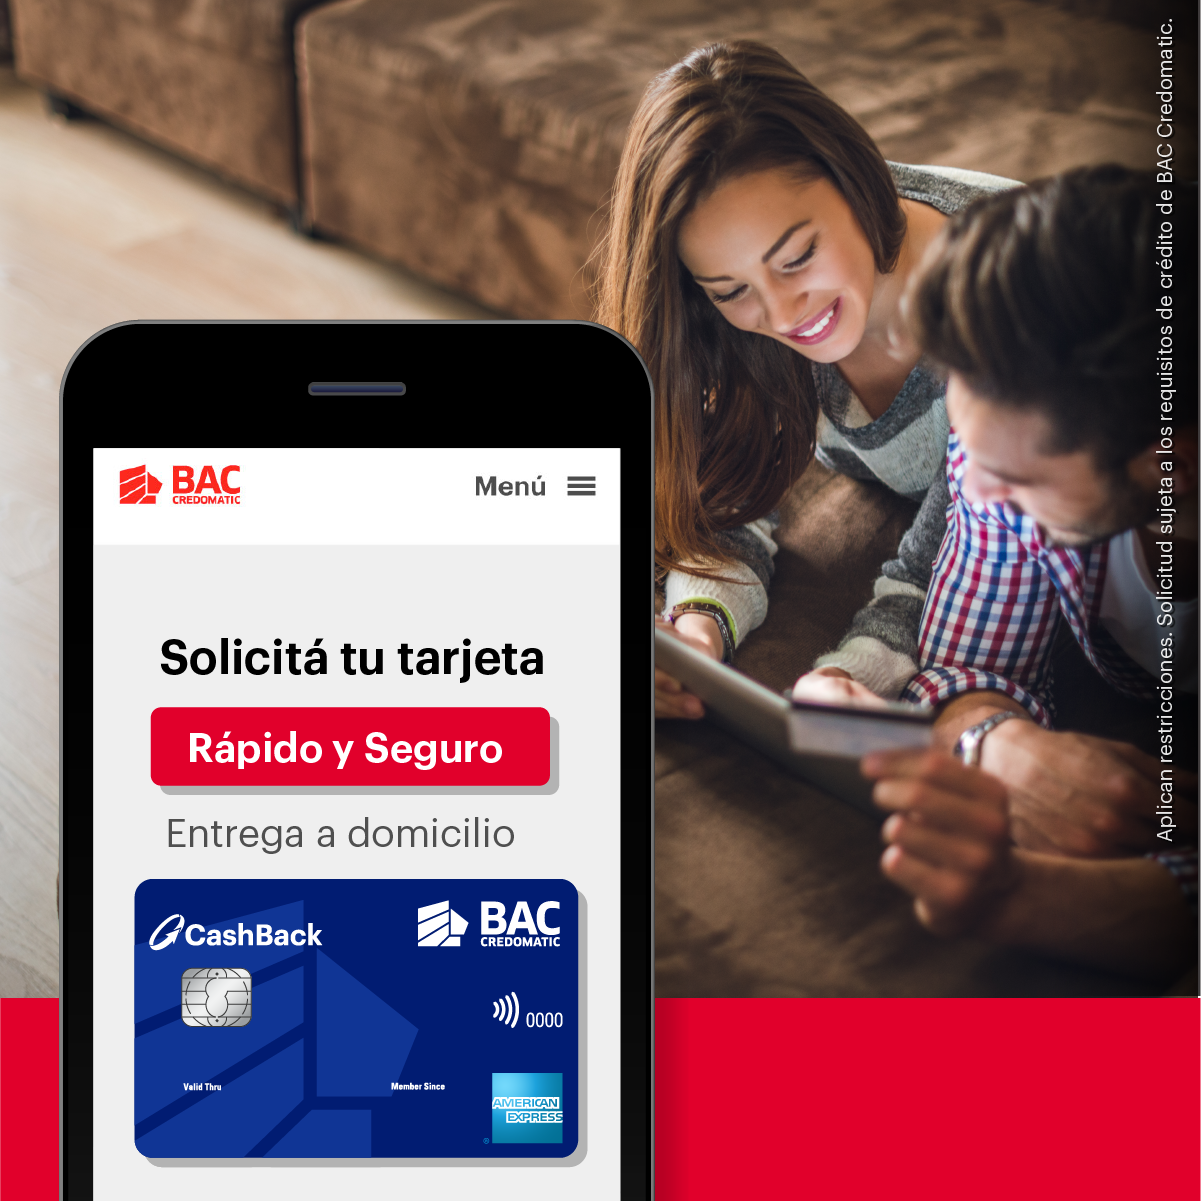 BAC
CREDOMATIC
Menú
Solicitá tu tarjeta
Rápido y Seguro
Entrega a domicilio
CashBack
BAC
CREDOMATIC
0000
Valid Thru
Member Since
AMERICAN
EXPRESS
®
Aplican restricciones. Solicitud sujeta a los requisitos de crédito de BAC Credomatic.